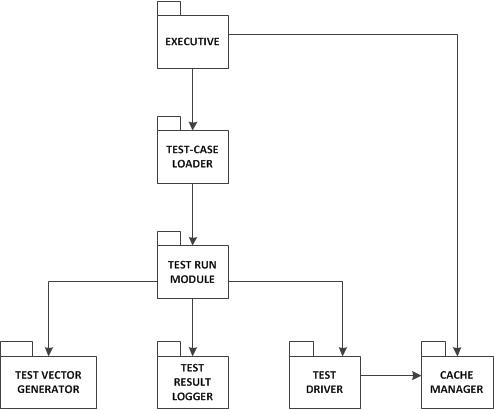 EXECUTIVE
TEST-CASE
LOADER
TEST RUN
MODULE
TEST VECTOR
GENERATOR
TEST
RESULT
LOGGER
TEST
DRIVER
CACHE
MANAGER